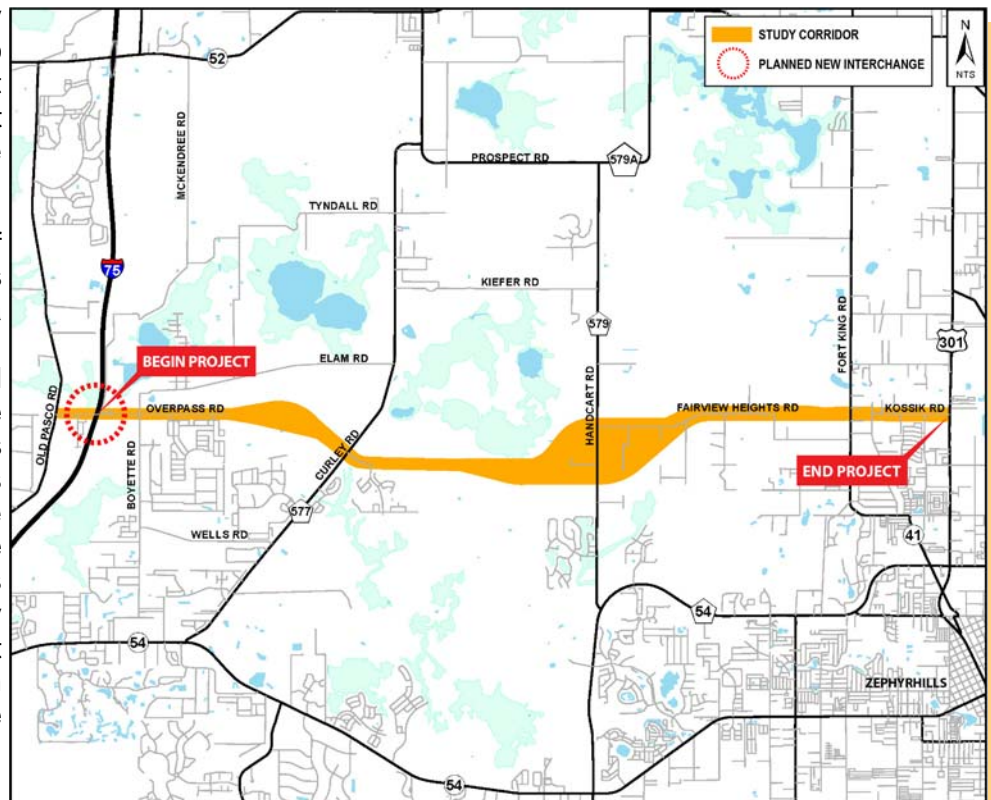 STUDY CORRIDOR
PLANNED NEW INTERCHANGE
N
NTS
52
MCKENDREE RD
PROSPECT RD
579A
TYNDALL RD
75
KIEFER RD
579
FORT KING RD
301
BEGIN PROJECT
ELAM RD
OLD PASCO RD
OVERPASS RD
HANDCART RD
FAIRVIEW HEIGHTS RD
KOSSIK RD
BOYETTE RD
CURLEY RD
END PROJECT
577
WELLS RD
41
54
54
ZEPHYRHILLS
54